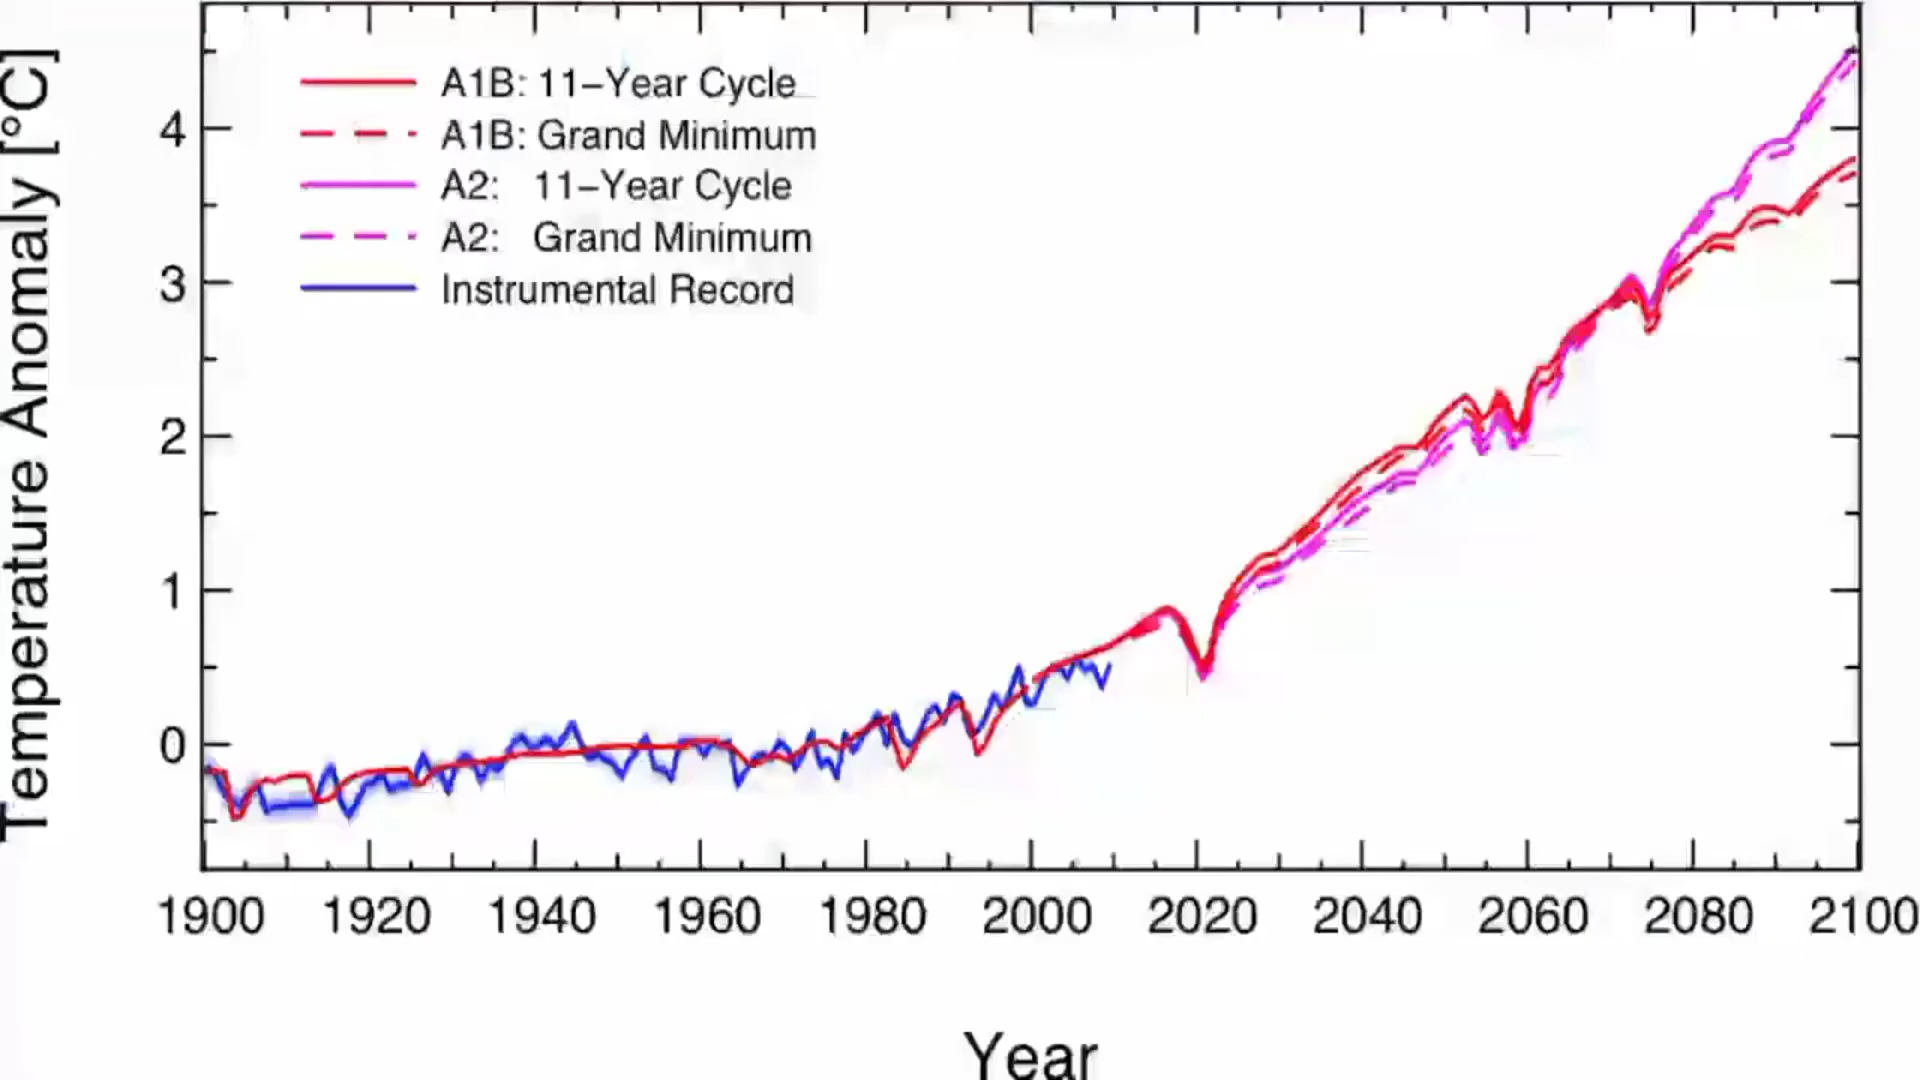 Temperature Anomaly [°C]
A1B: 11–Year Cycle
A1B: Grand Minimum
A2: 11–Year Cycle
A2: Grand Minimum
Instrumental Record
4
3
2
1
0
1900 1920 1940 1960 1980 2000 2020 2040 2060 2080 2100
Year